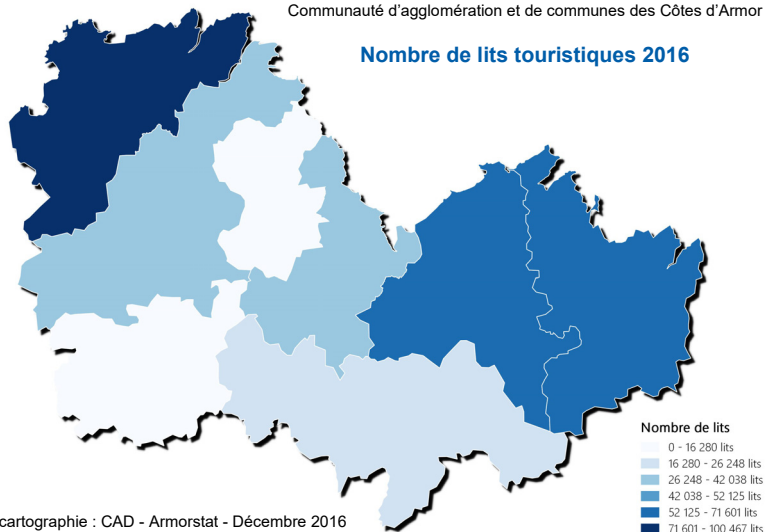 Communauté d'agglomération et de communes des Côtes d'Armor
Nombre de lits touristiques 2016
Nombre de lits
0 - 16 280 lits
16 280 - 26 248 lits
26 248 - 42 038 lits
42 038 - 52 125 lits
52 125 - 71 601 lits
71 601 - 100 467 lits
cartographie : CAD - Armorstat - Décembre 2016